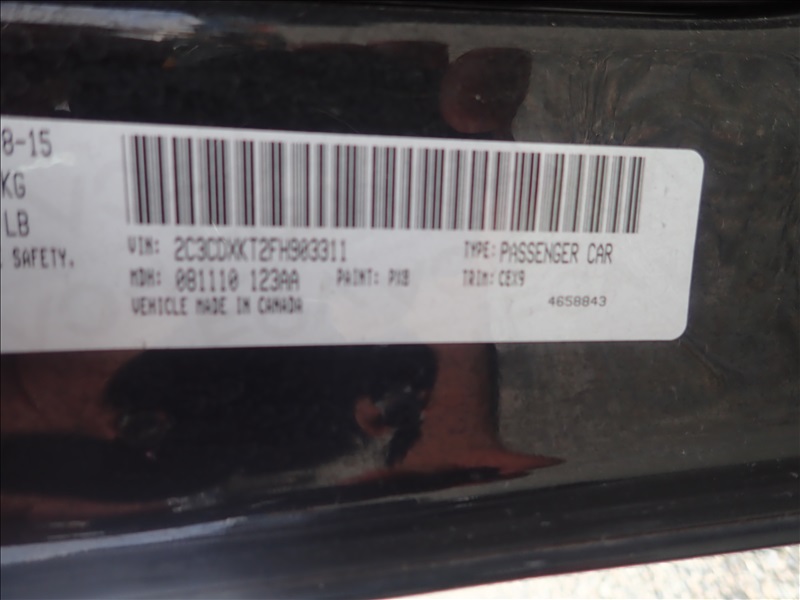 8-15
KG
LB
SAFETY.
VIN: 2C3CDXKT2FH903311 TYPE: PASSENGER CAR
MDH: 081110 123AA PAINT: PX8 TRIM: CEX9
VEHICLE MADE IN CANADA 4658843